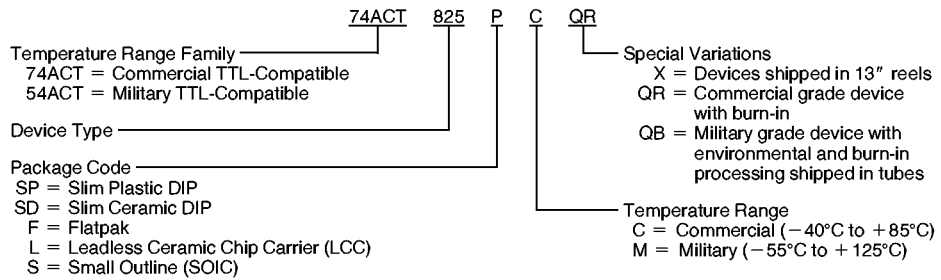 74ACT 825 P C QR
Temperature Range Family
74ACT = Commercial TTL-Compatible
54ACT = Military TTL-Compatible
Device Type
Package Code
SP = Slim Plastic DIP
SD = Slim Ceramic DIP
F = Flatpak
L = Leadless Ceramic Chip Carrier (LCC)
S = Small Outline (SOIC)
Special Variations
X = Devices shipped in 13″ reels
QR = Commercial grade device
with burn-in
QB = Military grade device with
environmental and burn-in
processing shipped in tubes
Temperature Range
C = Commercial (−40°C to +85°C)
M = Military (−55°C to +125°C)